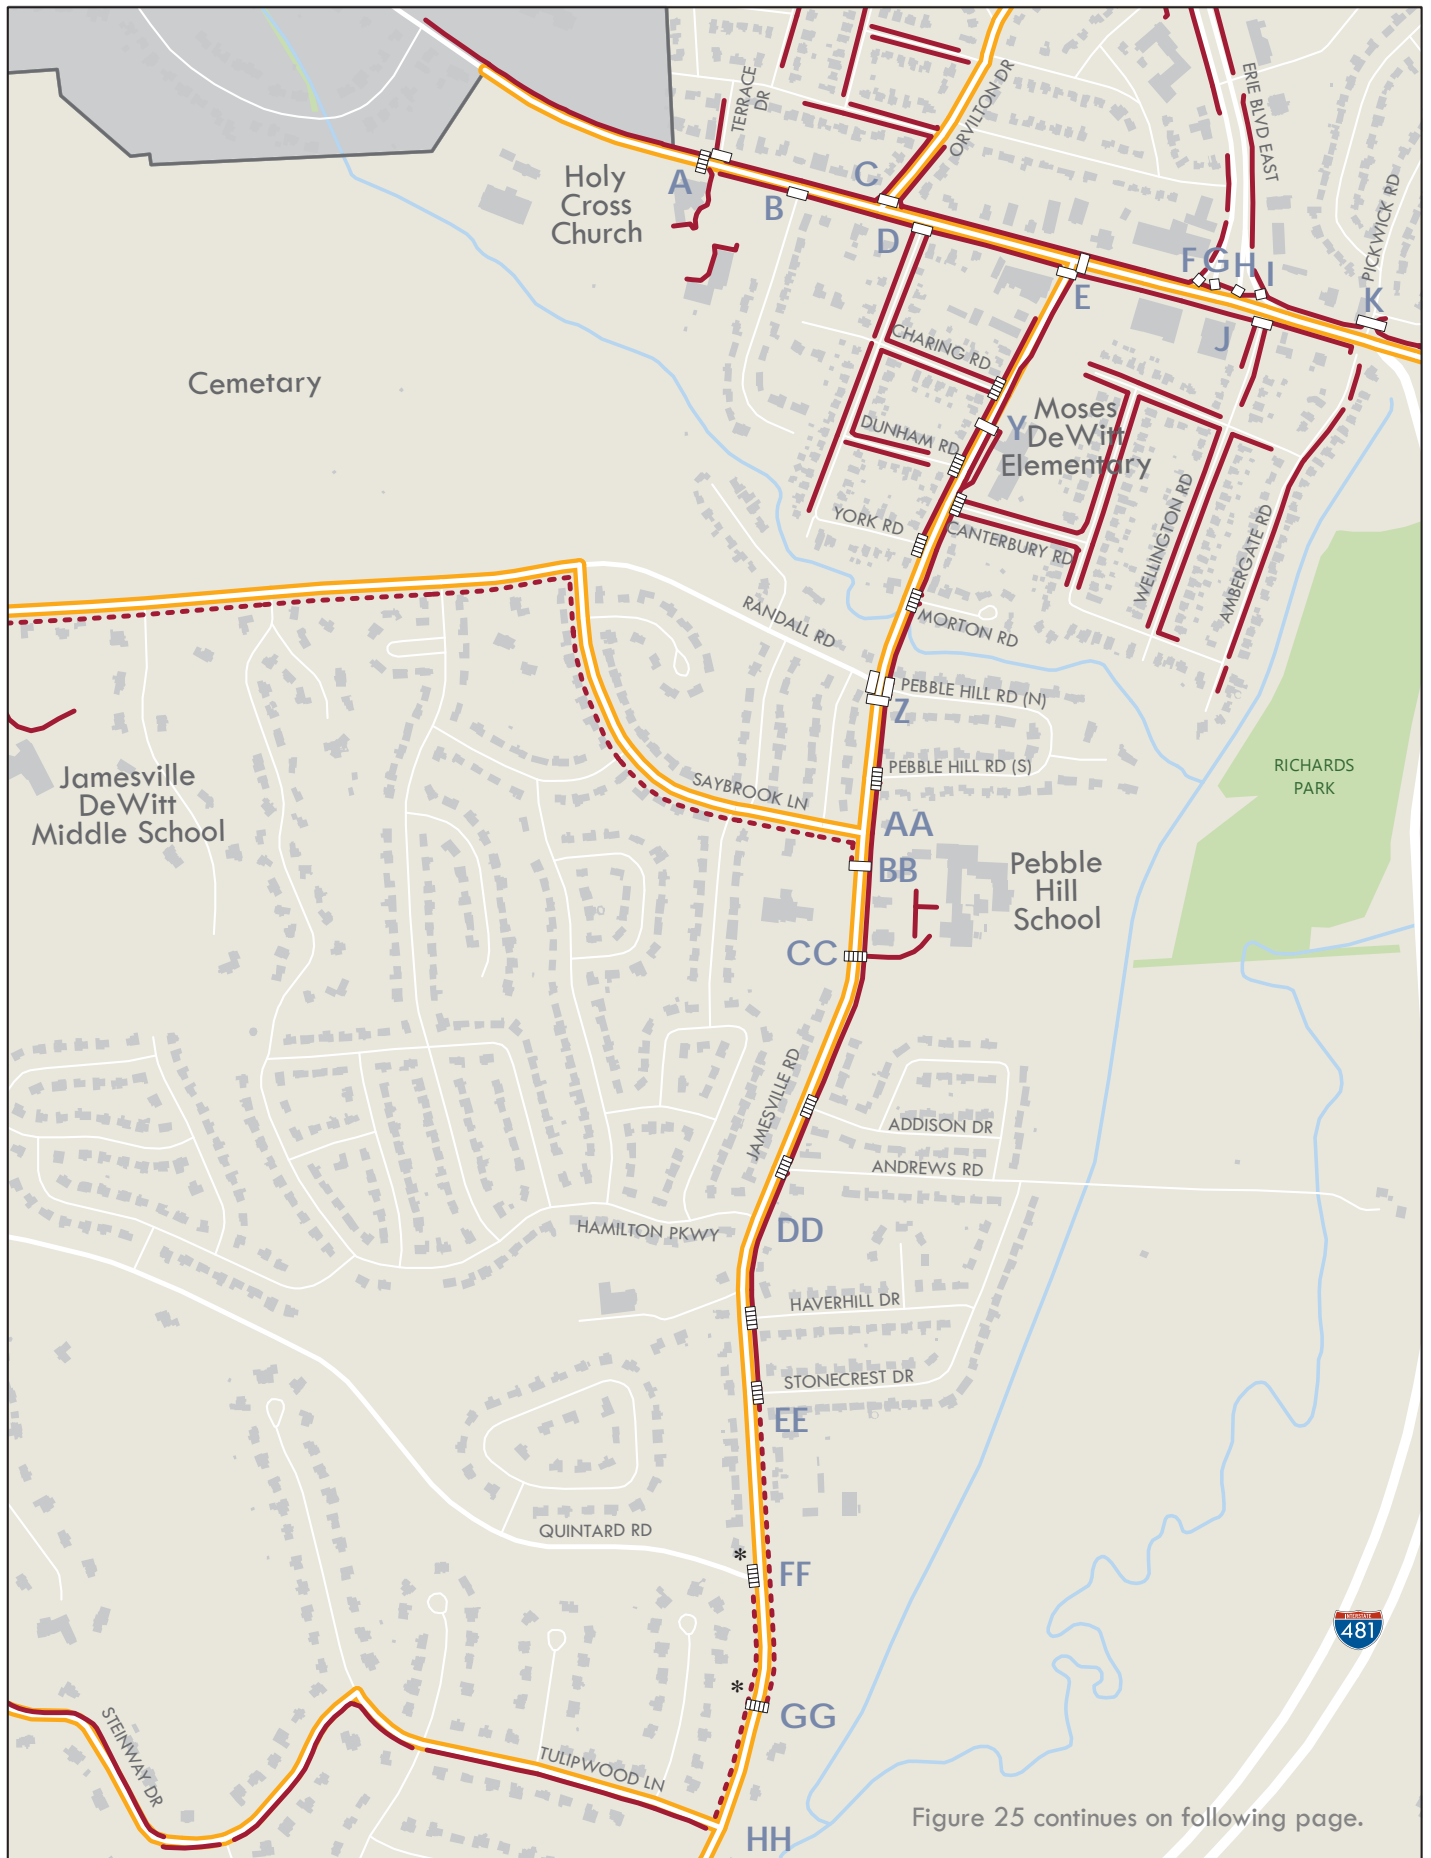 TERRACE
DR
ORVILTON DR
ERIE BLVD EAST
PICKWICK RD
A
Holy
Cross
Church
B
C
D
E
F
G
H
I
J
K
CHARING RD
Cemetary
Moses
DeWitt
Elementary
Y
DUNHAM RD
YORK RD
CANTERBURY RD
WELLINGTON RD
AMBERGATE RD
RANDALL RD
MORTON RD
PEBBLE HILL RD (N)
Z
PEBBLE HILL RD (S)
RICHARDS
PARK
Jamesville
DeWitt
Middle School
SAYBROOK LN
AA
BB
Pebble
Hill
School
CC
JAMESVILLE RD
ADDISON DR
ANDREWS RD
HAMILTON PKWY
DD
HAVERHILL DR
STONECREST DR
EE
QUINTARD RD
*
FF
INTERSTATE
481
*
GG
STEINWAY DR
TULIPWOOD LN
HH
Figure 25 continues on following page.